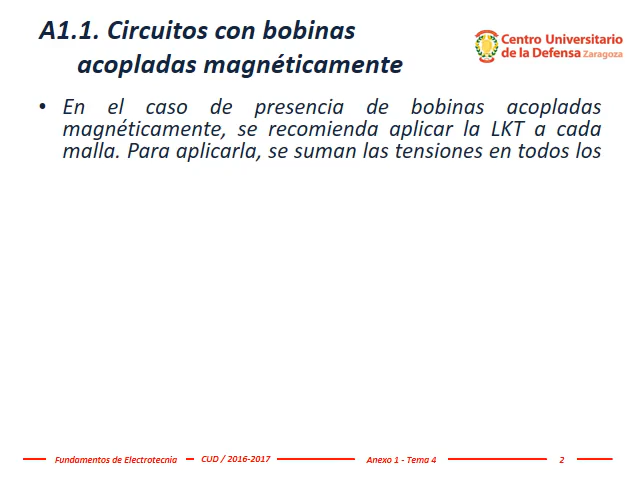 A1.1. Circuitos con bobinas
acopladas magnéticamente
Centro Universitario
de la Defensa Zaragoza
• En el caso de presencia de bobinas acopladas
magnéticamente, se recomienda aplicar la LKT a cada
malla. Para aplicarla, se suman las tensiones en todos los
Fundamentos de Electrotecnia CUD / 2016-2017 Anexo 1 - Tema 4 2